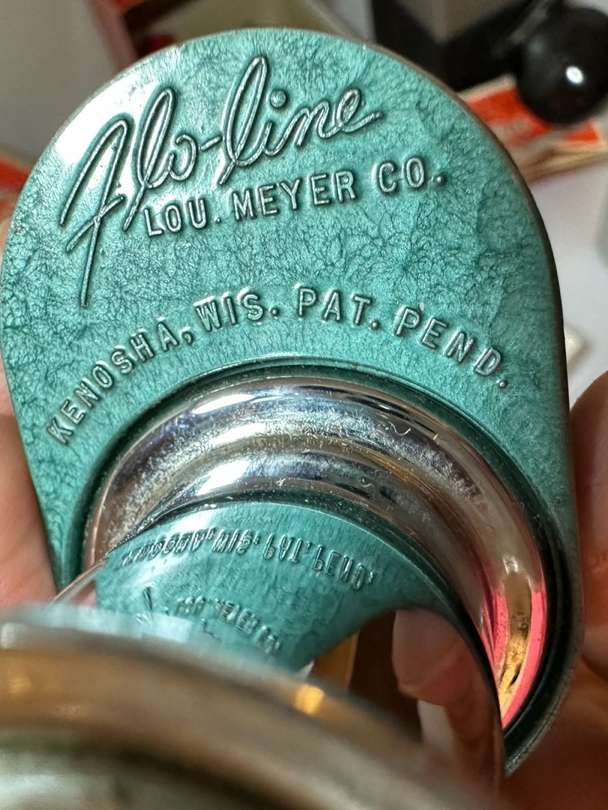 Flo-line
LOU. MEYER CO.
KENOSHA, WIS. PAT. PEND.